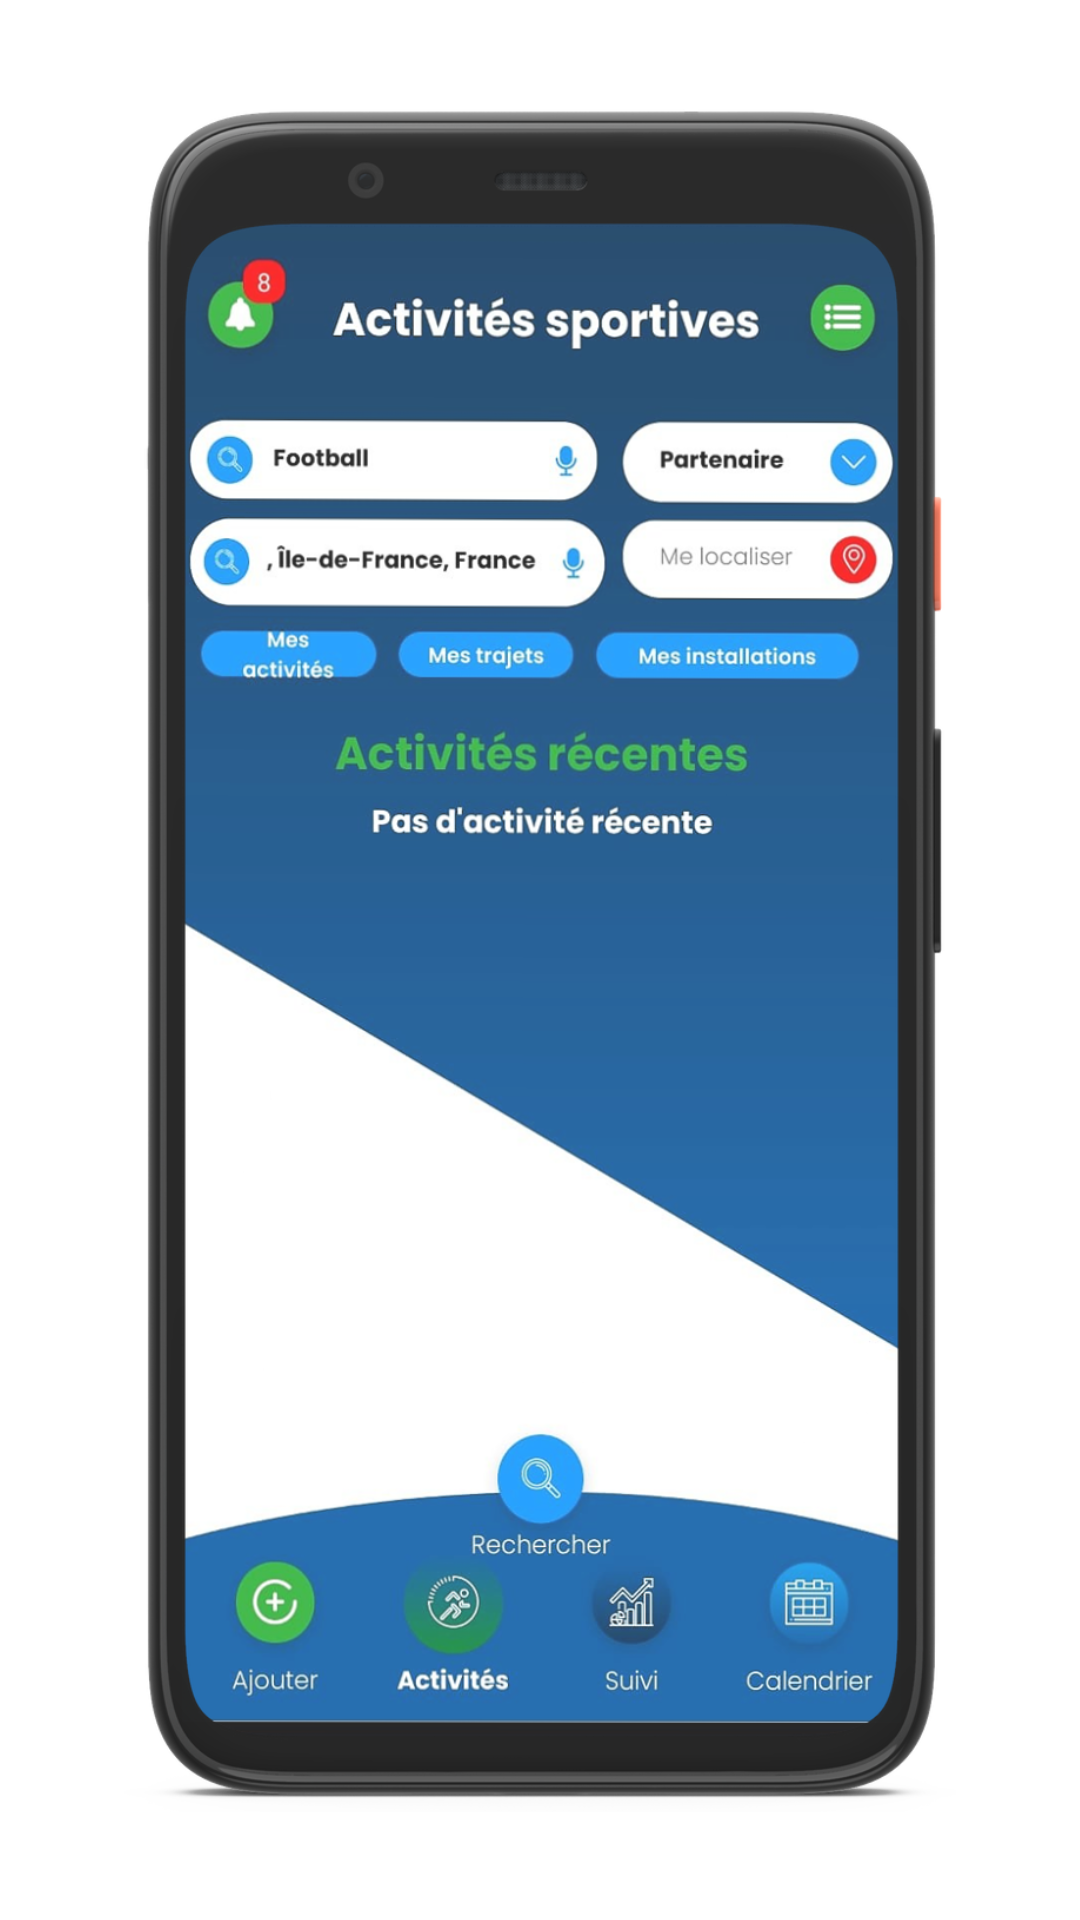 8
Activités sportives
Football
Partenaire
, Île-de-France, France
Me localiser
Mes
activités
Mes trajets
Mes installations
Activités récentes
Pas d'activité récente
Rechercher
Ajouter
Activités
Suivi
Calendrier